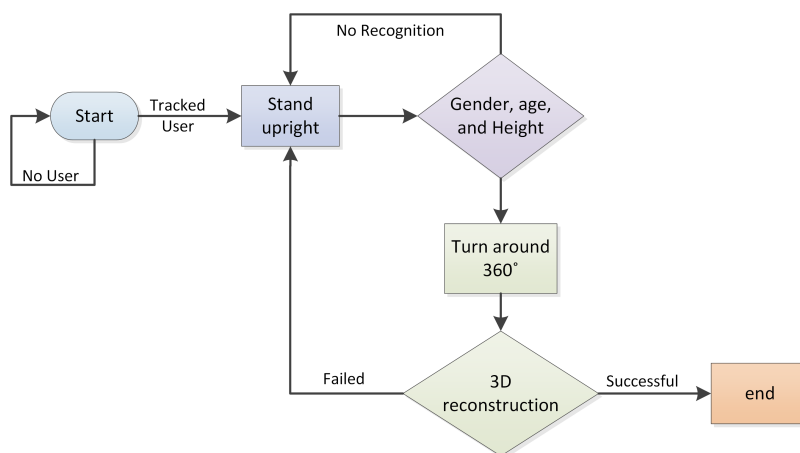 No Recognition
Start
Tracked
User
Stand
upright
Gender, age,
and Height
No User
Turn around
360°
Failed
3D
reconstruction
Successful
end